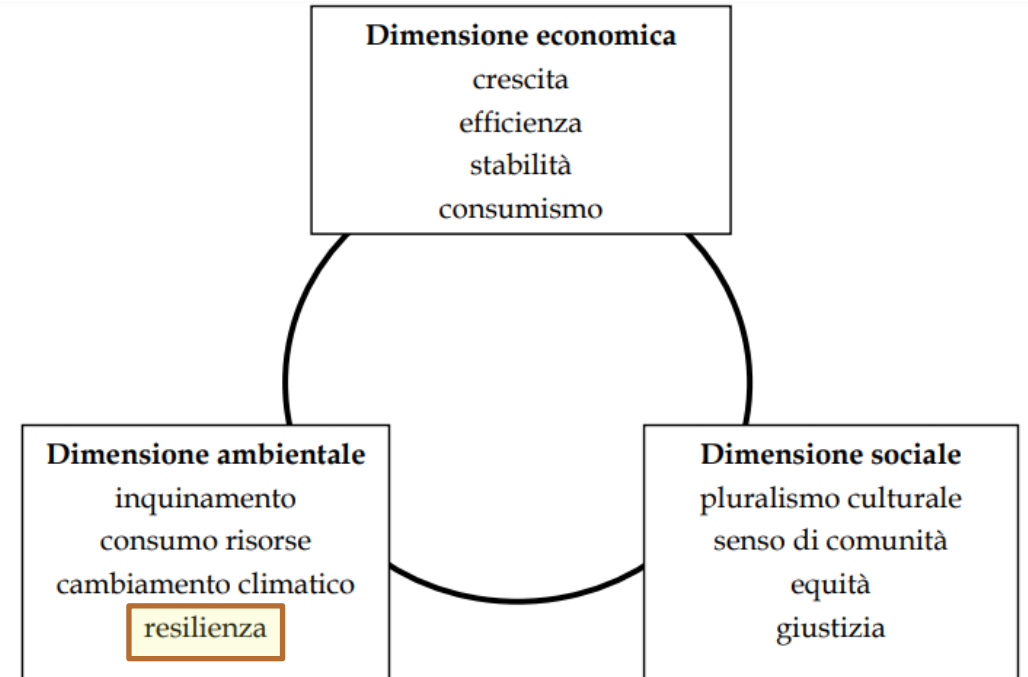 Dimensione economica
crescita
efficienza
stabilità
consumismo
Dimensione ambientale
inquinamento
consumo risorse
cambiamento climatico
resilienza
Dimensione sociale
pluralismo culturale
senso di comunità
equità
giustizia